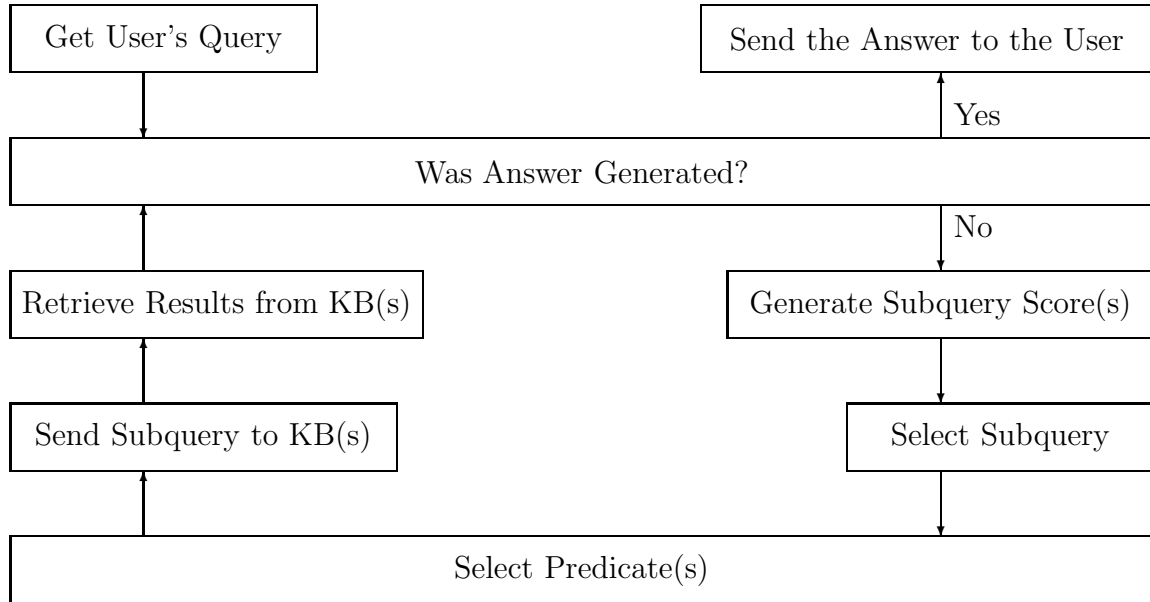 Get User's Query
Send the Answer to the User
Yes
Was Answer Generated?
No
Retrieve Results from KB(s)
Generate Subquery Score(s)
Send Subquery to KB(s)
Select Subquery
Select Predicate(s)